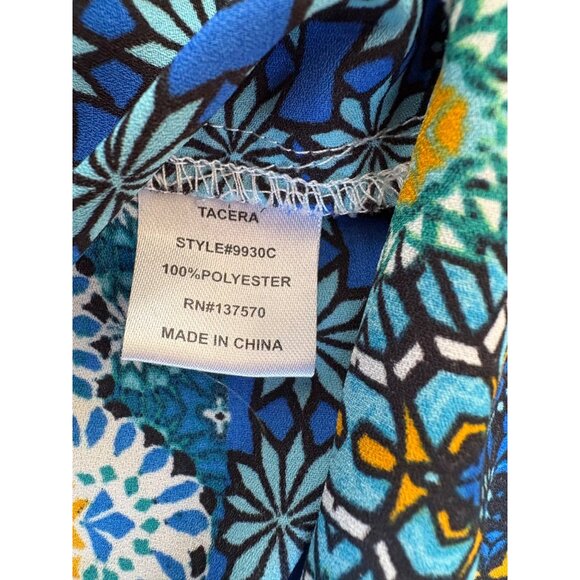 TACERA
STYLE#9930C
100%POLYESTER
RN#137570
MADE IN CHINA